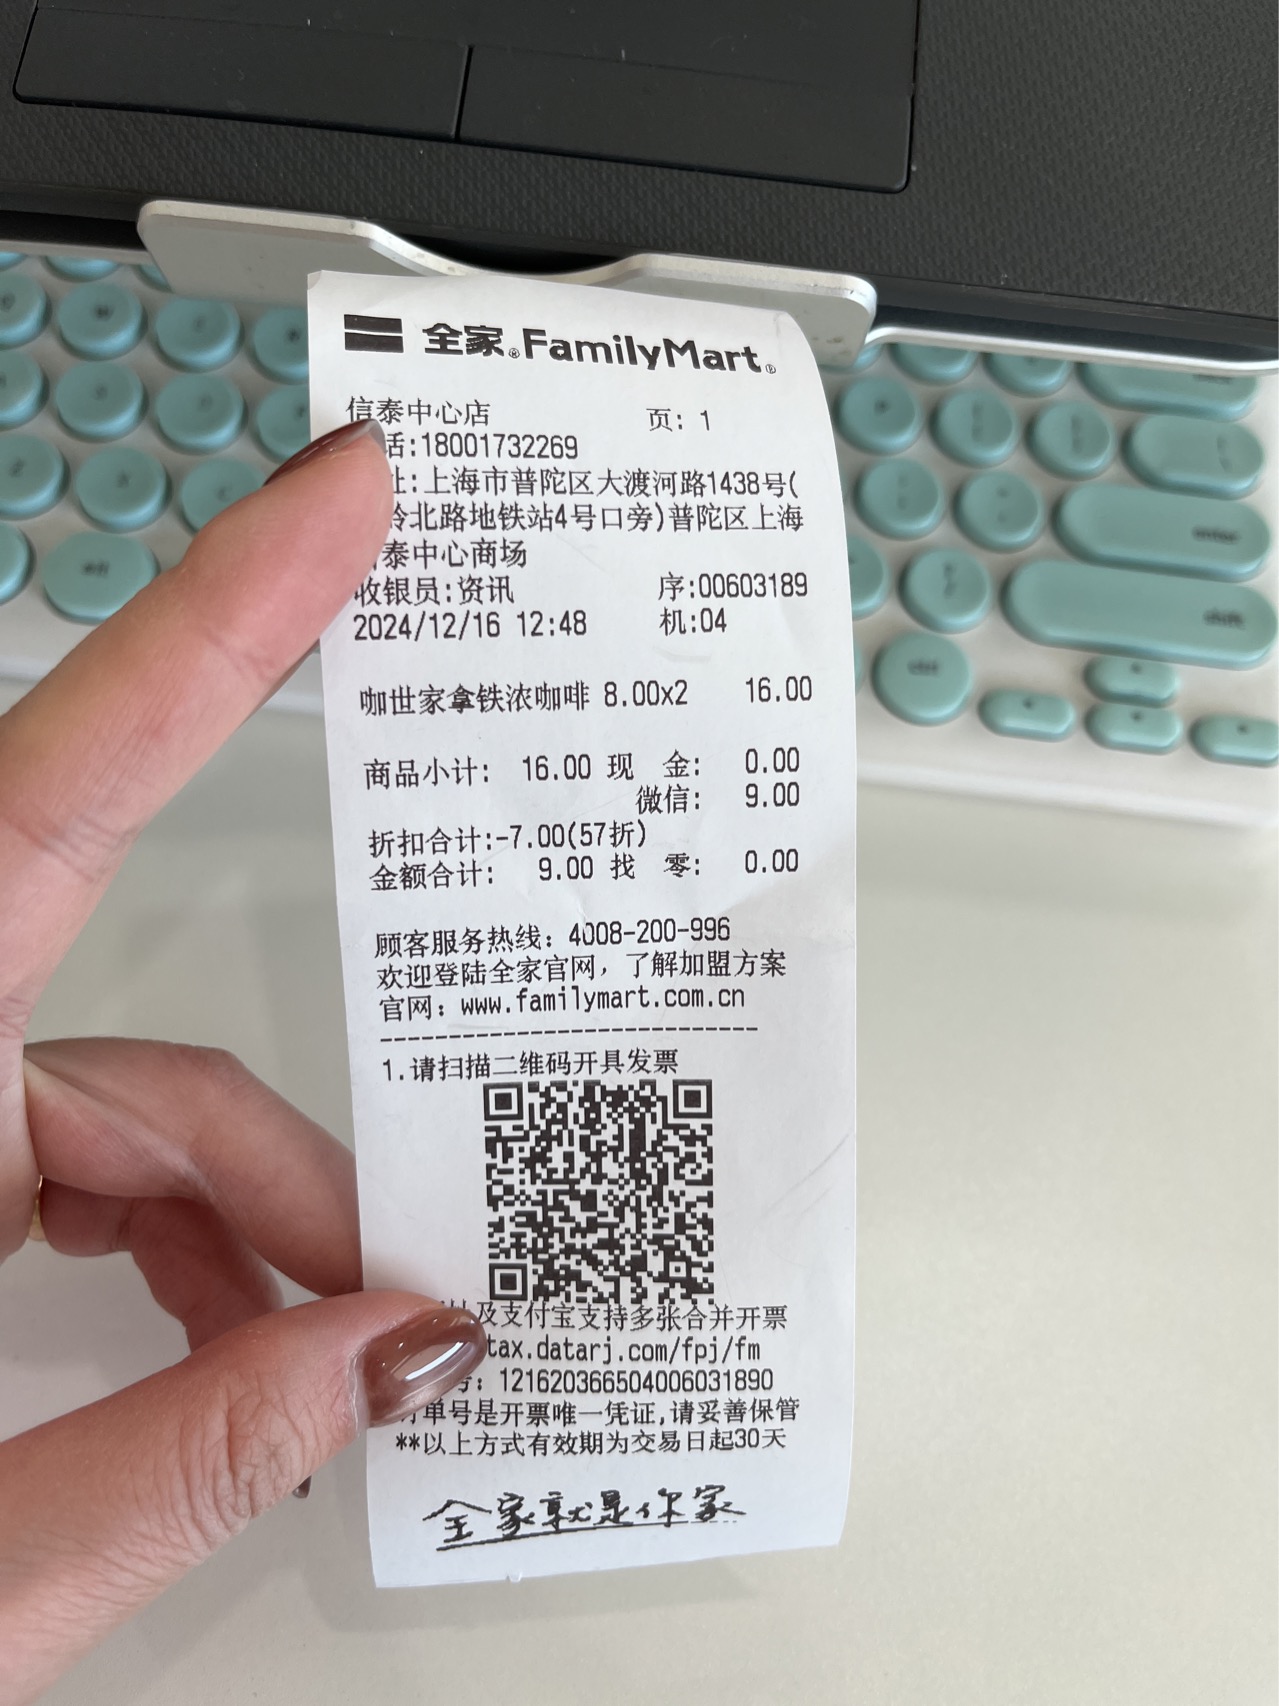 全家®FamilyMart®
信泰中心店 页: 1
话:18001732269
址:上海市普陀区大渡河路1438号(
北路地铁站4号口旁)普陀区上海
泰中心商场
收银员:资讯 序:00603189
2024/12/16 12:48 机:04
咖世家拿铁浓咖啡 8.00x2 16.00
商品小计: 16.00 现 金: 0.00
微信: 9.00
折扣合计:-7.00(57折)
金额合计: 9.00 找 零: 0.00
顾客服务热线: 4008-200-996
欢迎登陆全家官网，了解加盟方案
官网: www.familymart.com.cn
1.请扫描二维码开具发票
及支付宝支持多张合并开票
tax.datarj.com/fpj/fm
号: 121620366504006031890
单号是开票唯一凭证,请妥善保管
**以上方式有效期为交易日起30天
全家就是你家
enter
shift
ctrl
alt